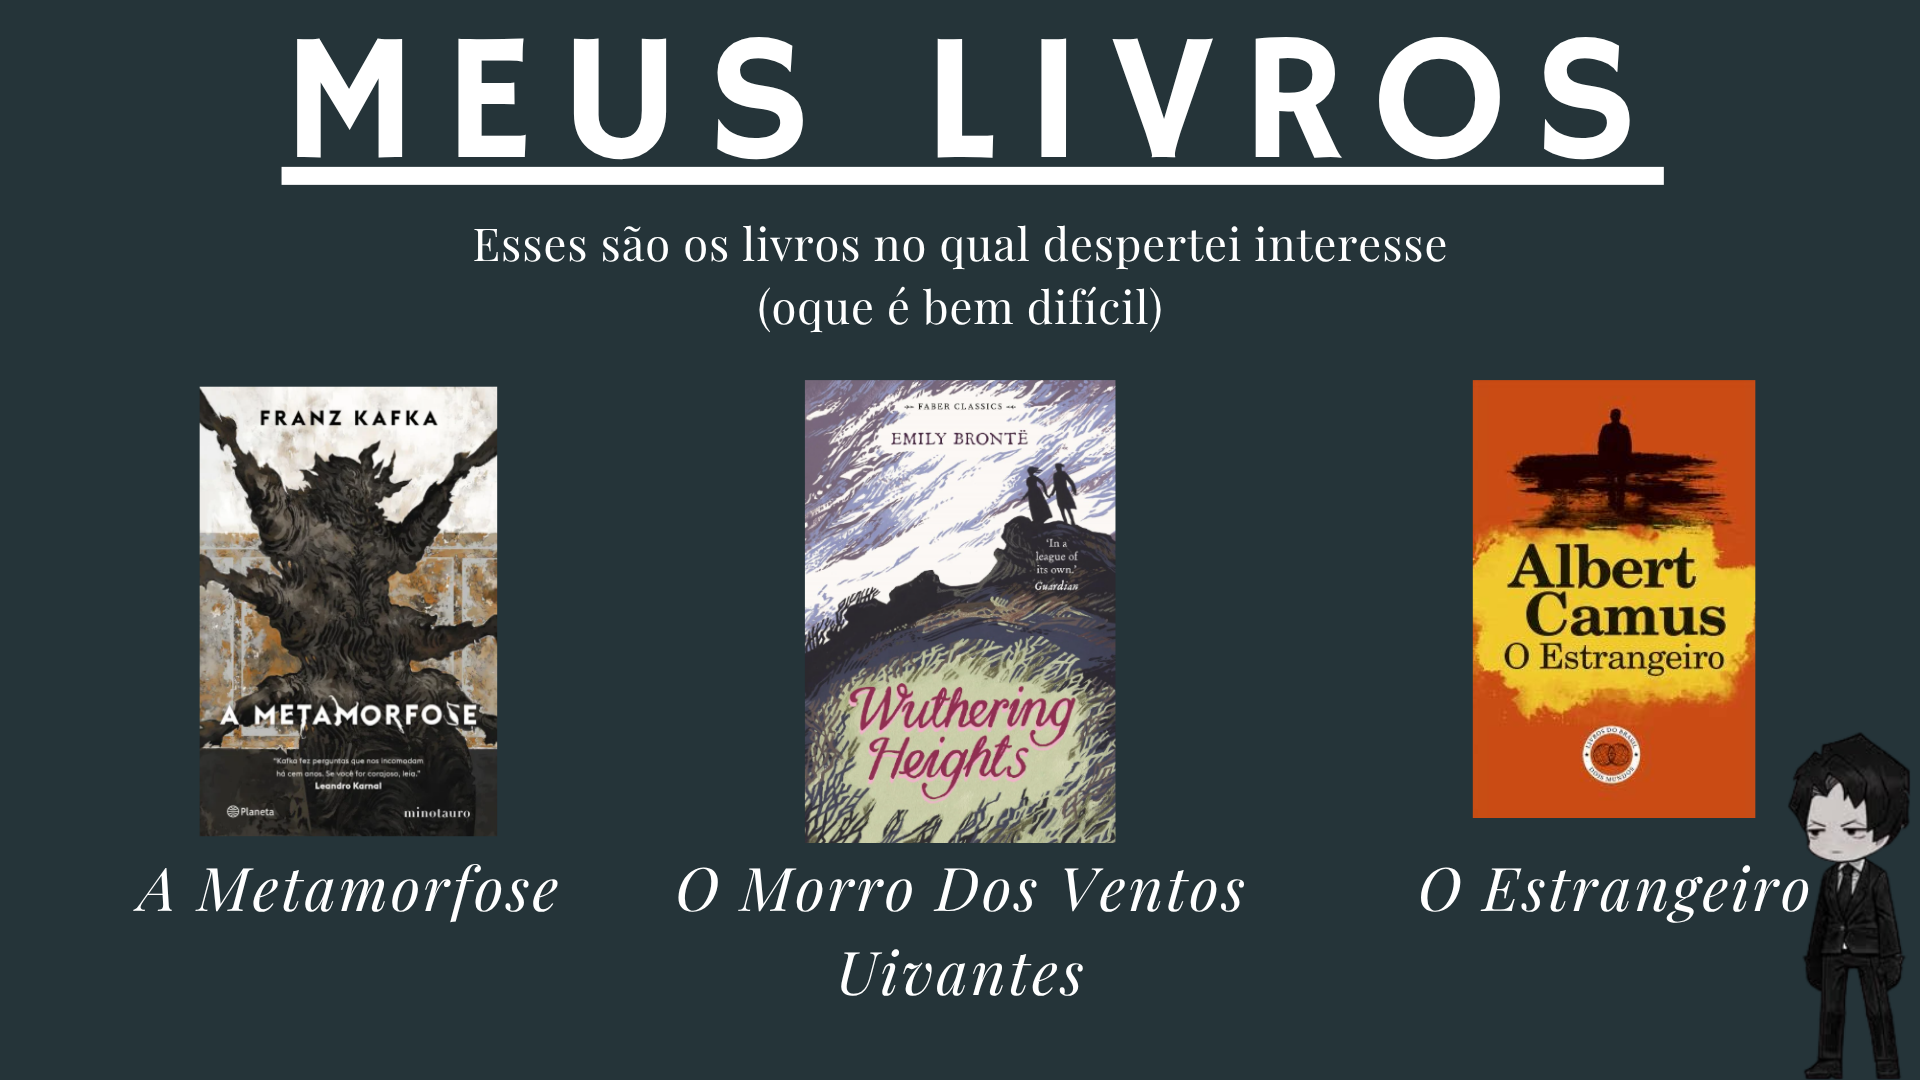 MEUS LIVROS
Esses são os livros no qual despertei interesse
(oque é bem difícil)
FRANZ KAFKA
A METAMORFOSE
"Kafka fez perguntas que nos incomodam
há cem anos. Se você for corajoso, leia."
Leandro Karnal
Planeta
minotauro
A Metamorfose
FABER CLASSICS
EMILY BRONTË
'In a
league of
its own.'
Guardian
Wuthering
Heights
O Morro Dos Ventos
Uivantes
Albert
Camus
O Estrangeiro
LIVROS DO BRASIL
DOIS MUNDOS
O Estrangeiro